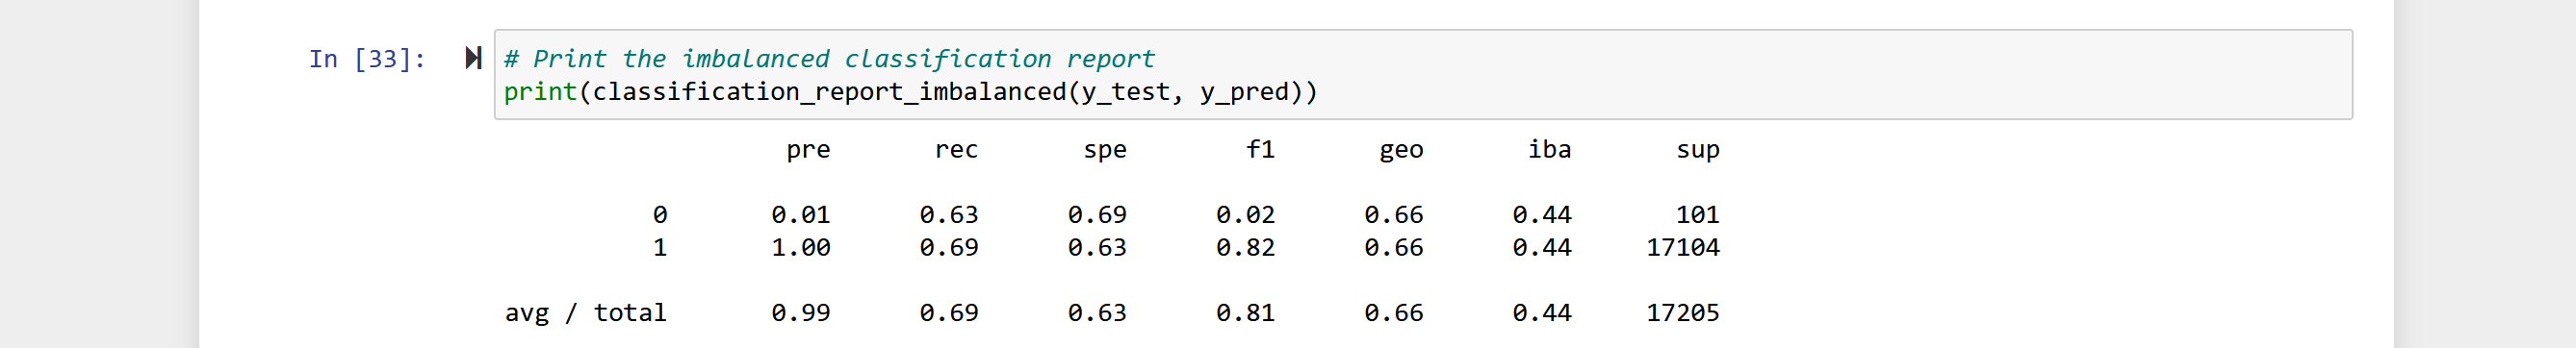 In [33]:
# Print the imbalanced classification report
print(classification_report_imbalanced(y_test, y_pred))
pre rec spe f1 geo iba sup
0 0.01 0.63 0.69 0.02 0.66 0.44 101
1 1.00 0.69 0.63 0.82 0.66 0.44 17104
avg / total 0.99 0.69 0.63 0.81 0.66 0.44 17205